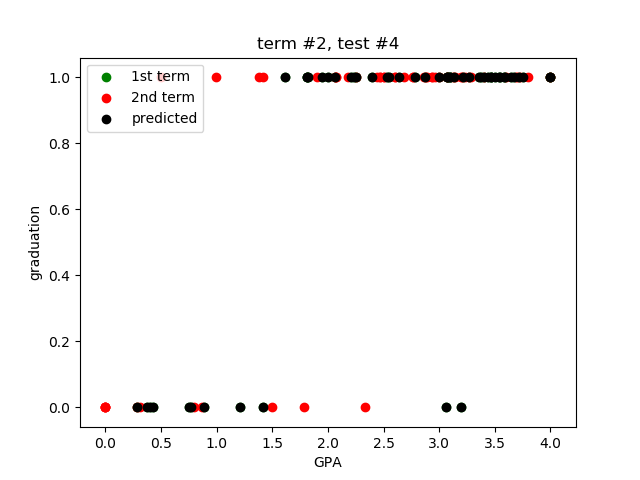 term #2, test #4
1st term
2nd term
predicted
graduation
1.0
0.8
0.6
0.4
0.2
0.0
0.0 0.5 1.0 1.5 2.0 2.5 3.0 3.5 4.0
GPA